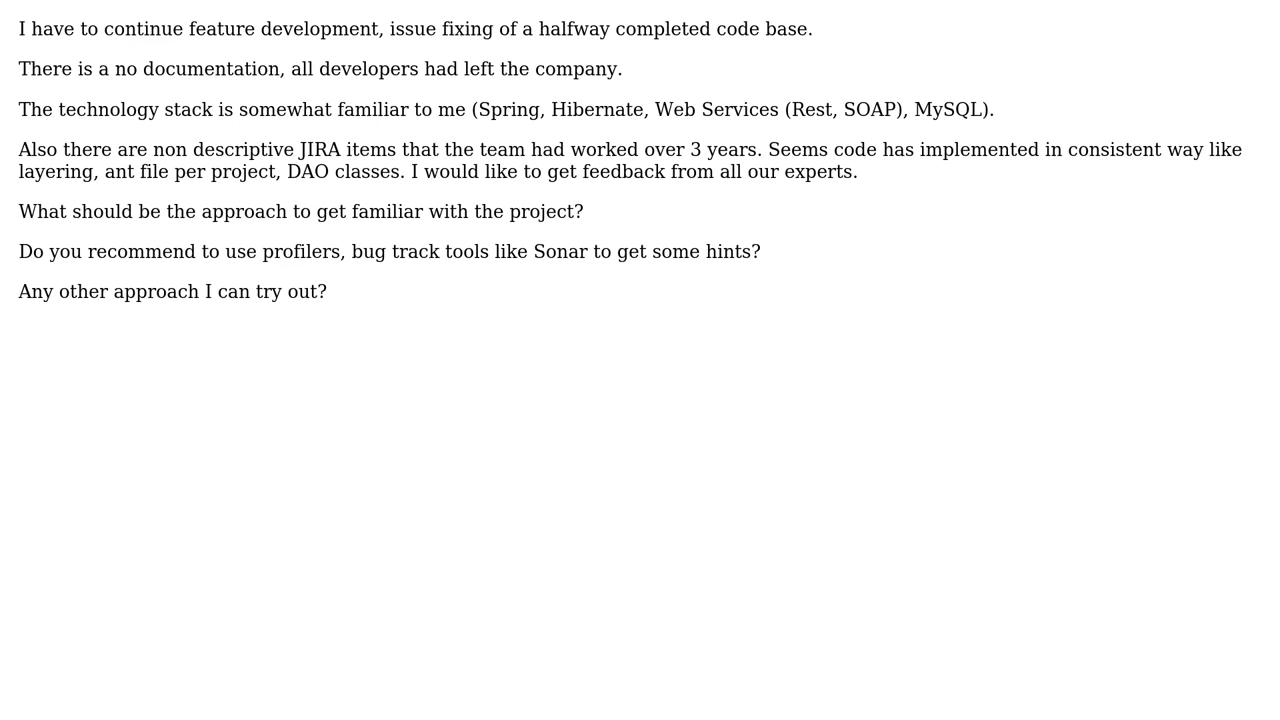 I have to continue feature development, issue fixing of a halfway completed code base.
There is a no documentation, all developers had left the company.
The technology stack is somewhat familiar to me (Spring, Hibernate, Web Services (Rest, SOAP), MySQL).
Also there are non descriptive JIRA items that the team had worked over 3 years. Seems code has implemented in consistent way like
layering, ant file per project, DAO classes. I would like to get feedback from all our experts.
What should be the approach to get familiar with the project?
Do you recommend to use profilers, bug track tools like Sonar to get some hints?
Any other approach I can try out?